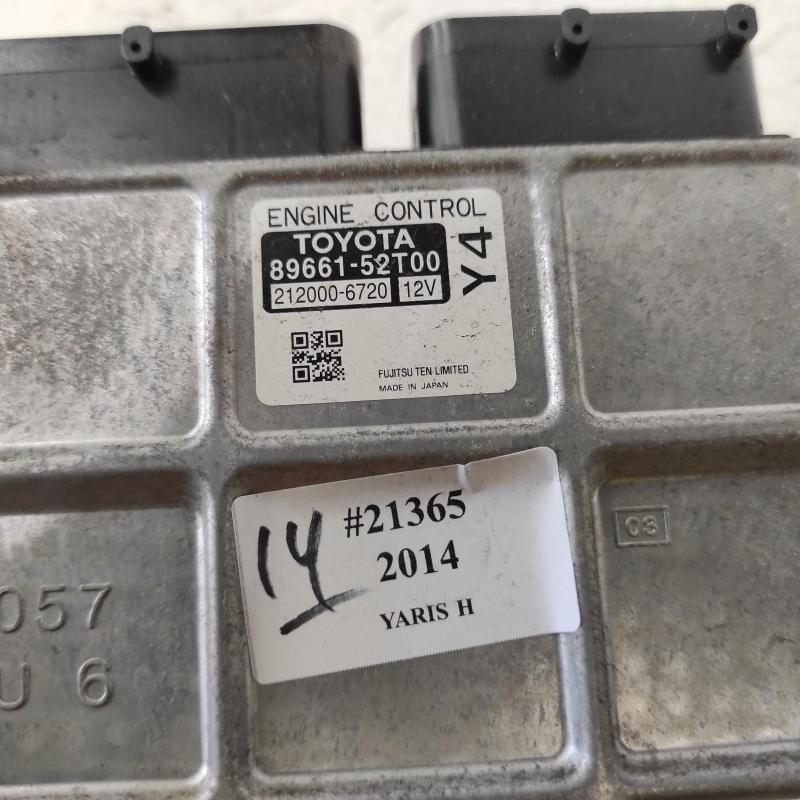 ENGINE CONTROL
TOYOTA
89661-52T00
212000-6720 12V
Y4
FUJITSU TEN LIMITED
MADE IN JAPAN
14
#21365
2014
YARIS H
03
057
U 6